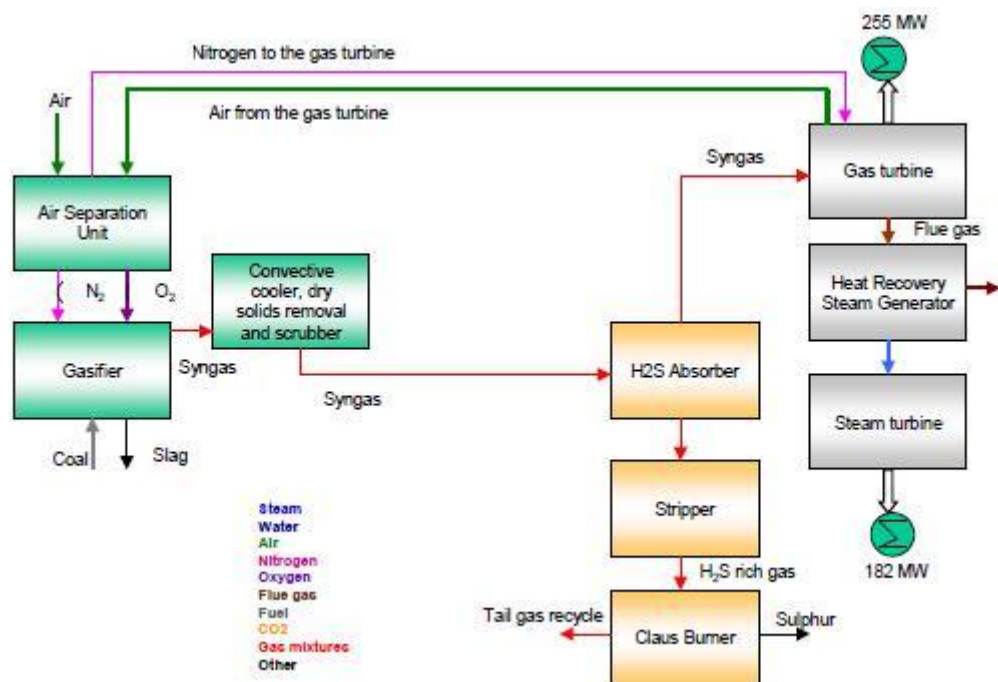 255 MW
Nitrogen to the gas turbine
Air
Air from the gas turbine
Syngas
Gas turbine
Air Separation
Unit
Flue gas
N2
O2
Convective
cooler, dry
solids removal
and scrubber
Heat Recovery
Steam Generator
Gasifier
Syngas
Syngas
H2S Absorber
Steam turbine
Coal
Slag
Stripper
Steam
Water
Air
Nitrogen
Oxygen
Flue gas
Fuel
CO2
Gas mixtures
Other
H2S rich gas
182 MW
Tail gas recycle
Claus Burner
Sulphur